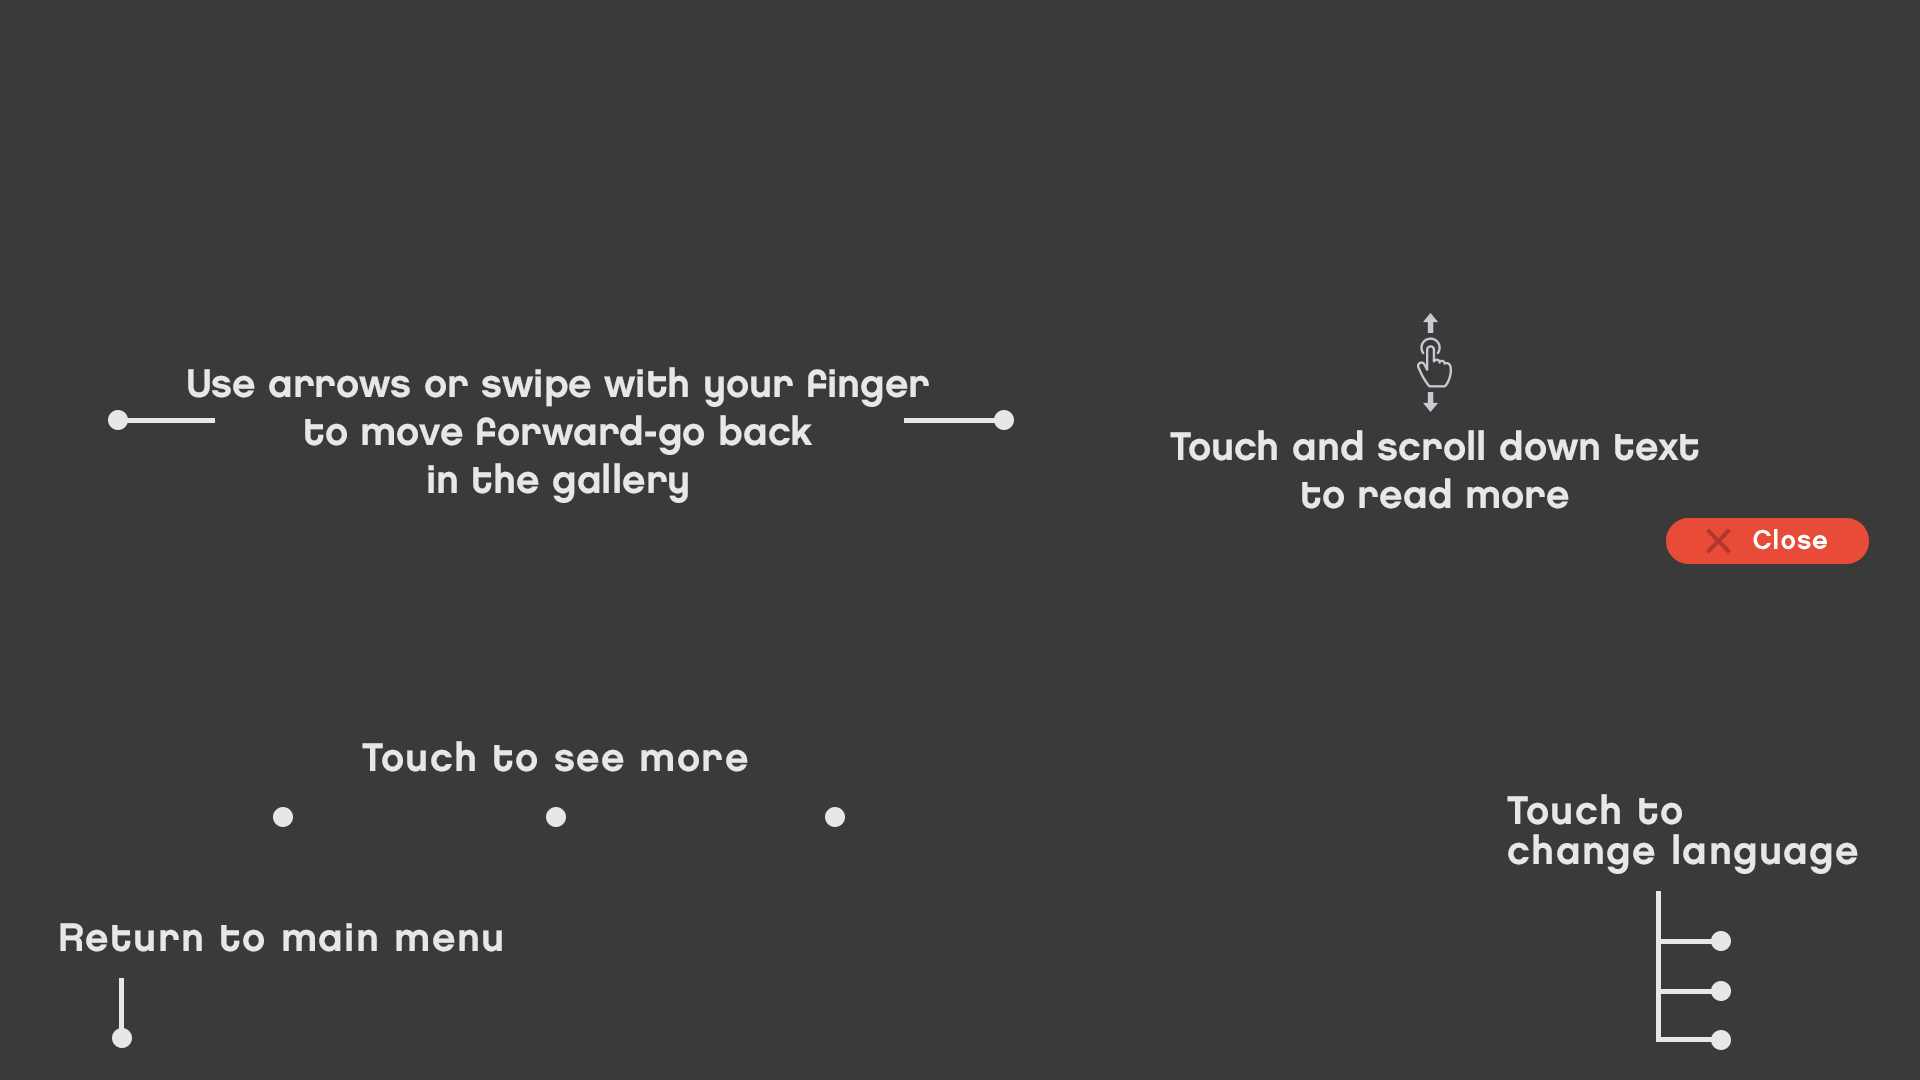 Use arrows or swipe with your finger
to move forward-go back
in the gallery
Touch and scroll down text
to read more
Close
Touch to see more
Touch to
change language
Return to main menu